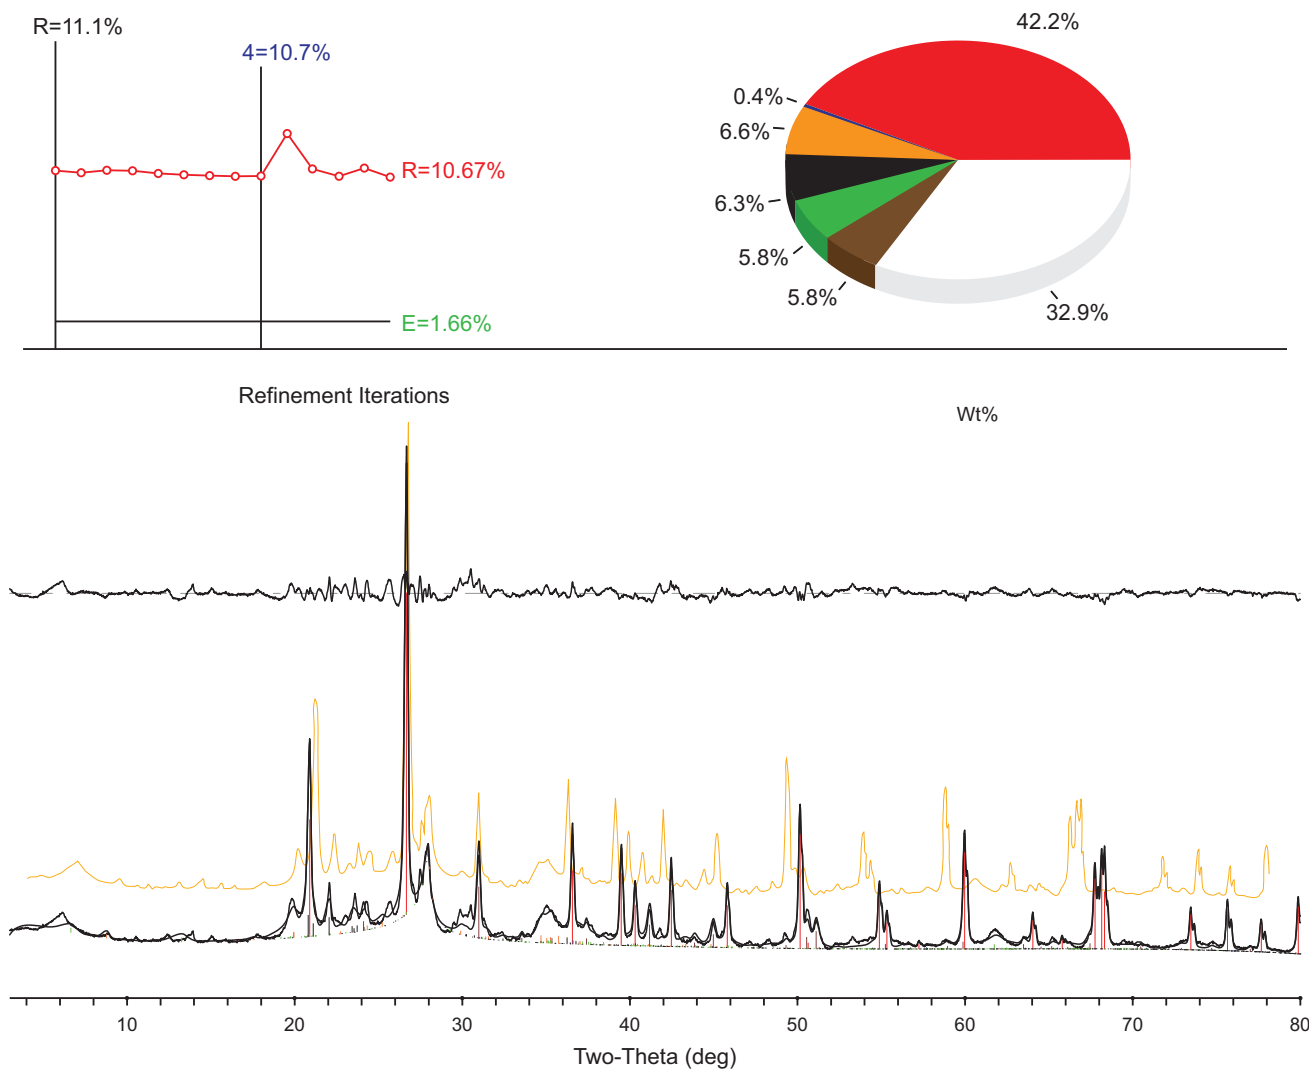 R=11.1%
4=10.7%
R=10.67%
E=1.66%
42.2%
0.4%
6.6%
6.3%
5.8%
5.8%
32.9%
Refinement Iterations
Wt%
10 20 30 40 50 60 70 80
Two-Theta (deg)